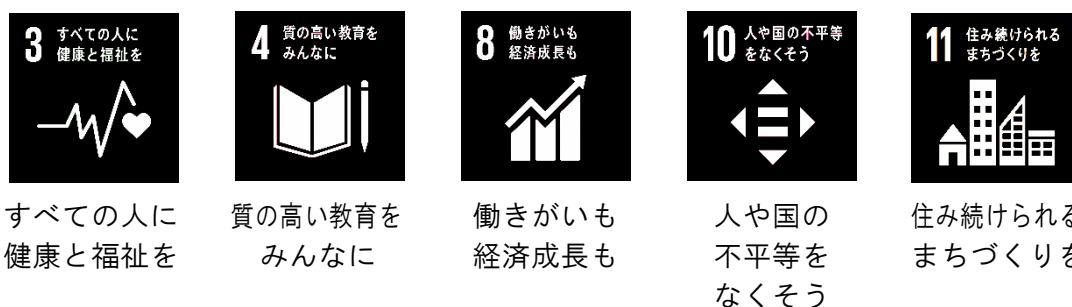 3 すべての人に
健康と福祉を
4 質の高い教育を
みんなに
8 働きがいも
経済成長も
10 人や国の不平等
をなくそう
11 住み続けられる
まちづくりを
すべての人に
健康と福祉を
質の高い教育を
みんなに
働きがいも
経済成長も
人や国の
不平等を
なくそう
住み続けられる
まちづくりを